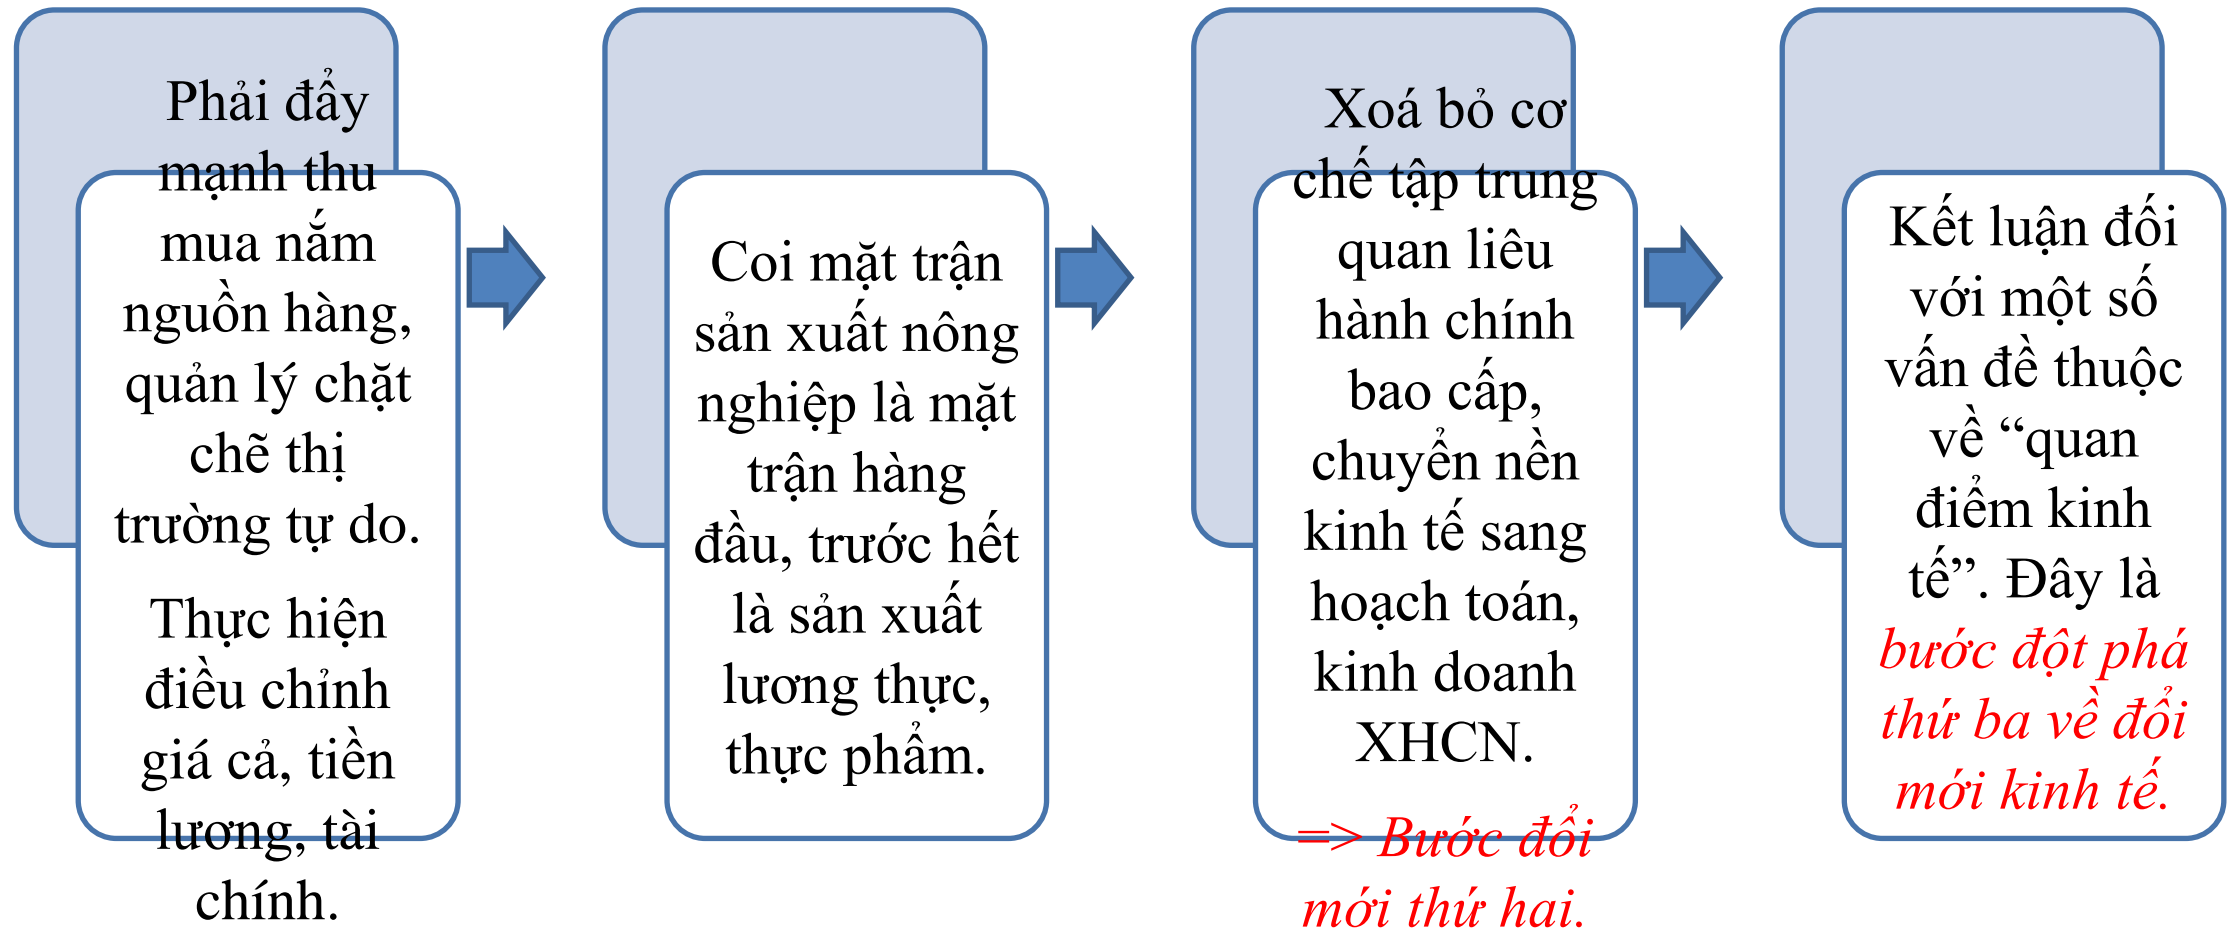 Phải đẩy
mạnh thu
mua nắm
nguồn hàng,
quản lý chặt
chẽ thị
trường tự do.
Thực hiện
điều chỉnh
giá cả, tiền
lương, tài
chính.
Coi mặt trận
sản xuất nông
nghiệp là mặt
trận hàng
đầu, trước hết
là sản xuất
lương thực,
thực phẩm.
Xoá bỏ cơ
chế tập trung
quan liêu
hành chính
bao cấp,
chuyển nền
kinh tế sang
hoạch toán,
kinh doanh
XHCN.
=> Bước đổi
mới thứ hai.
Kết luận đối
với một số
vấn đề thuộc
về “quan
điểm kinh
tế”. Đây là
bước đột phá
thứ ba về đổi
mới kinh tế.